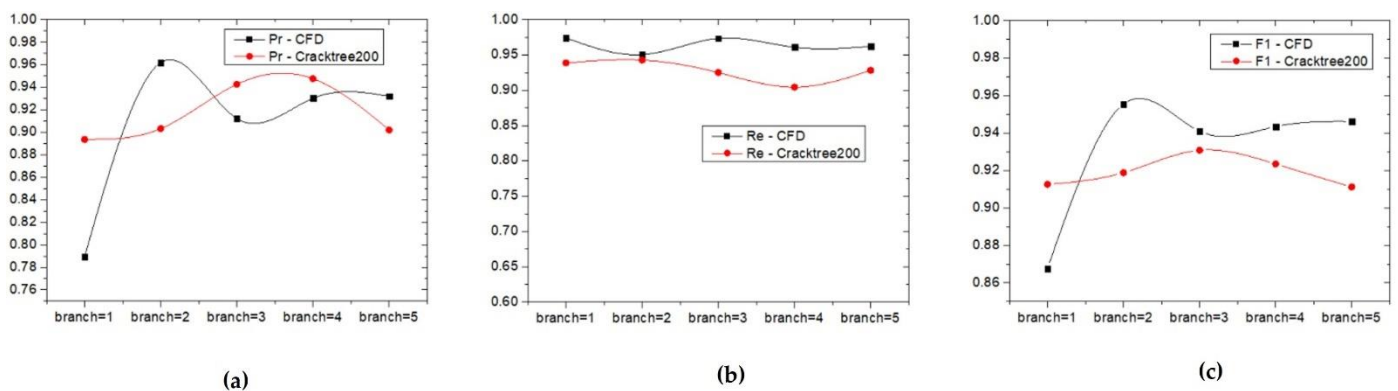 1.00
0.98
0.96
0.94
0.92
0.90
0.88
0.86
0.84
0.82
0.80
0.78
0.76
Pr - CFD
Pr - Cracktree200
branch=1 branch=2 branch=3 branch=4 branch=5
(a)
1.00
0.95
0.90
0.85
0.80
0.75
0.70
0.65
0.60
Re - CFD
Re - Cracktree200
branch=1 branch=2 branch=3 branch=4 branch=5
(b)
1.00
0.98
0.96
0.94
0.92
0.90
0.88
0.86
F1 - CFD
F1 - Cracktree200
branch=1 branch=2 branch=3 branch=4 branch=5
(c)